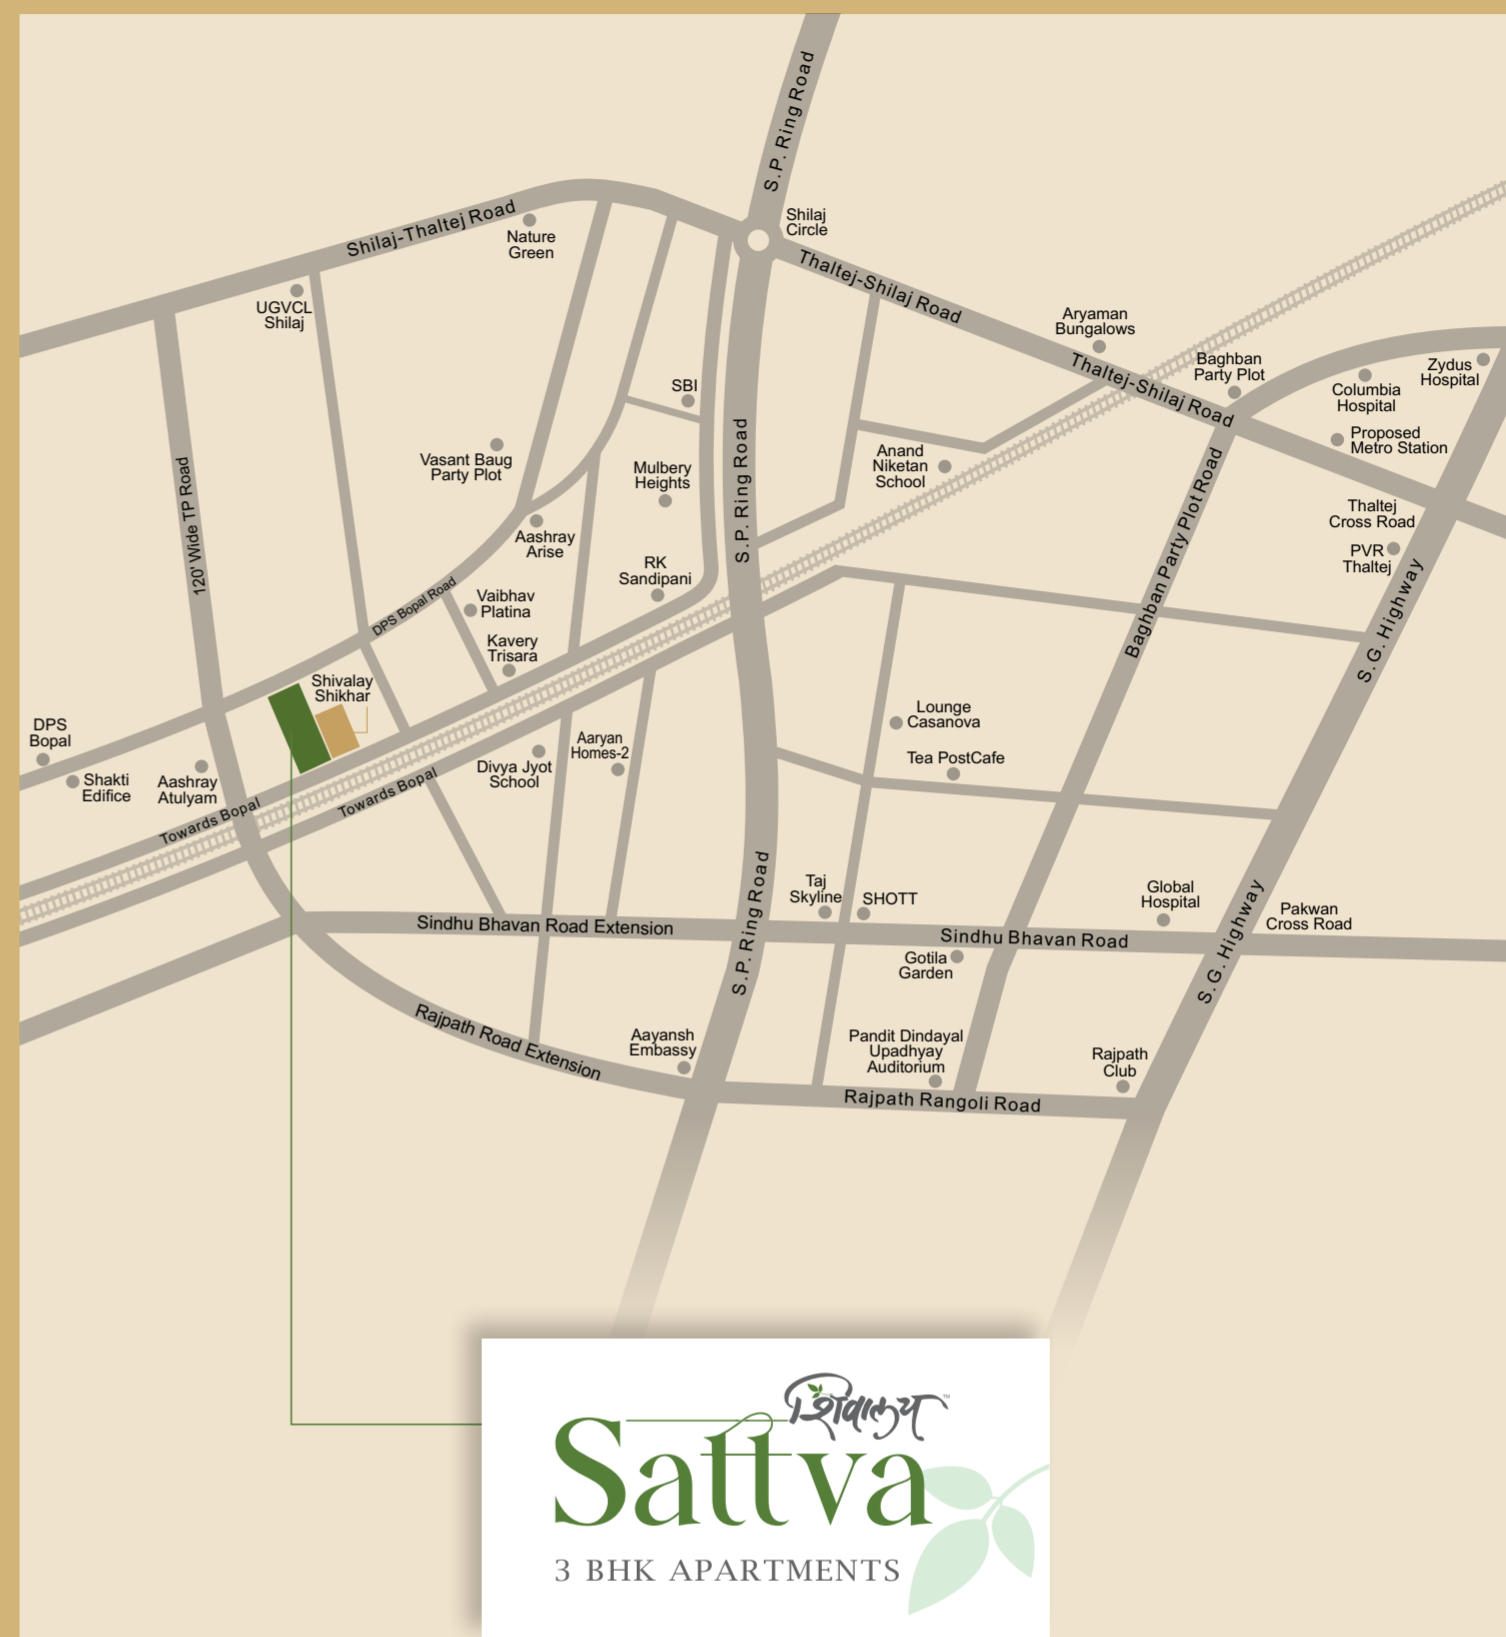 S.P. Ring Road
Shilaj
Circle
Shilaj-Thaltej Road
Nature
Green
Thaltej-Shilaj Road
UGVCL
Shilaj
Aryaman
Bungalows
Thaltej-Shilaj Road
Baghban
Party Plot
Zydus
Hospital
Columbia
Hospital
SBI
Proposed
Metro Station
S.P. Ring Road
Vasant Baug
Party Plot
Mulbery
Heights
Anand
Niketan
School
120' Wide TP Road
Baghban Party Plot Road
Thaltej
Cross Road
PVR
Thaltej
Aashray
Arise
RK
Sandipani
S.G. Highway
DPS Bopal Road
Vaibhav
Platina
Kavery
Trisara
Shivalay
Shikhar
DPS
Bopal
Shakti
Edifice
Aashray
Atulyam
Towards Bopal
Towards Bopal
Divya Jyot
School
Aaryan
Homes-2
Lounge
Casanova
Tea PostCafe
Taj
Skyline
SHOTT
Global
Hospital
Pakwan
Cross Road
S.P. Ring Road
S.G. Highway
Sindhu Bhavan Road Extension
Sindhu Bhavan Road
Gotila
Garden
Rajpath Road Extension
Aayansh
Embassy
Pandit Dindayal
Upadhyay
Auditorium
Rajpath
Club
Rajpath Rangoli Road
शिवालय™
Sattva
3 BHK APARTMENTS